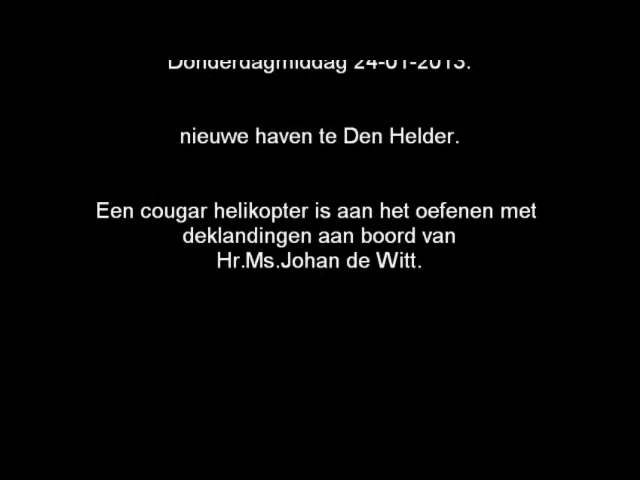 Donderdagmiddag 24-01-2013.
nieuwe haven te Den Helder.
Een cougar helikopter is aan het oefenen met
deklandingen aan boord van
Hr.Ms.Johan de Witt.